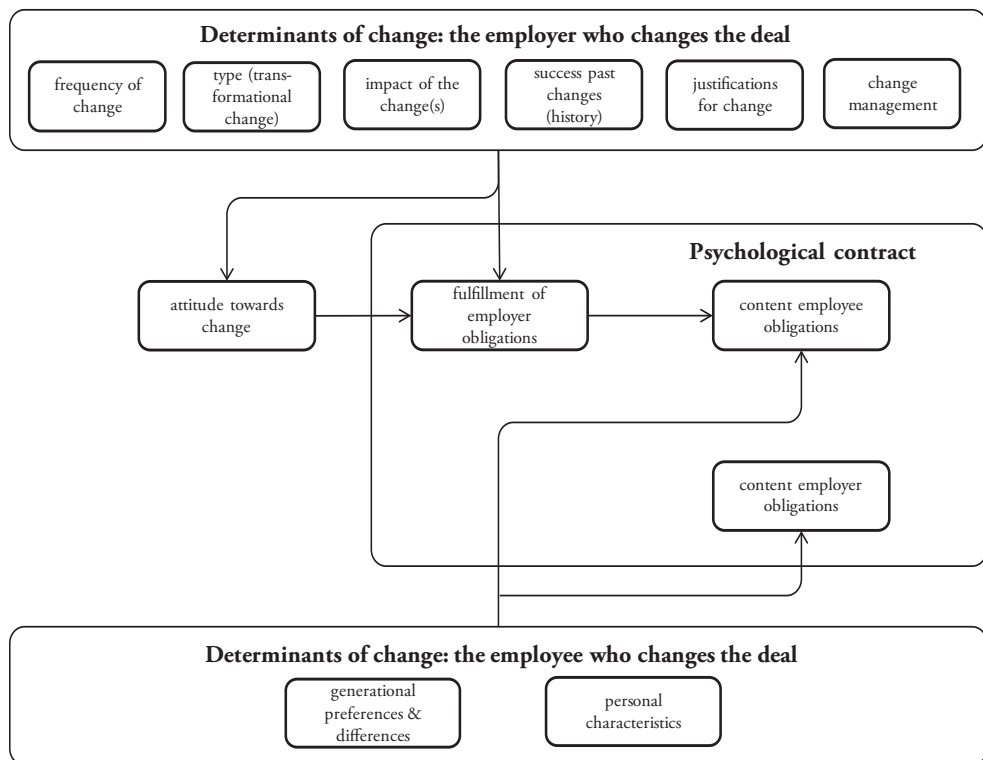 Determinants of change: the employer who changes the deal
frequency of
change
type (trans-
formational
change)
impact of the
change(s)
success past
changes
(history)
justifications
for change
change
management
Psychological contract
attitude towards
change
fulfillment of
employer
obligations
content employee
obligations
content employer
obligations
Determinants of change: the employee who changes the deal
generational
preferences &
differences
personal
characteristics